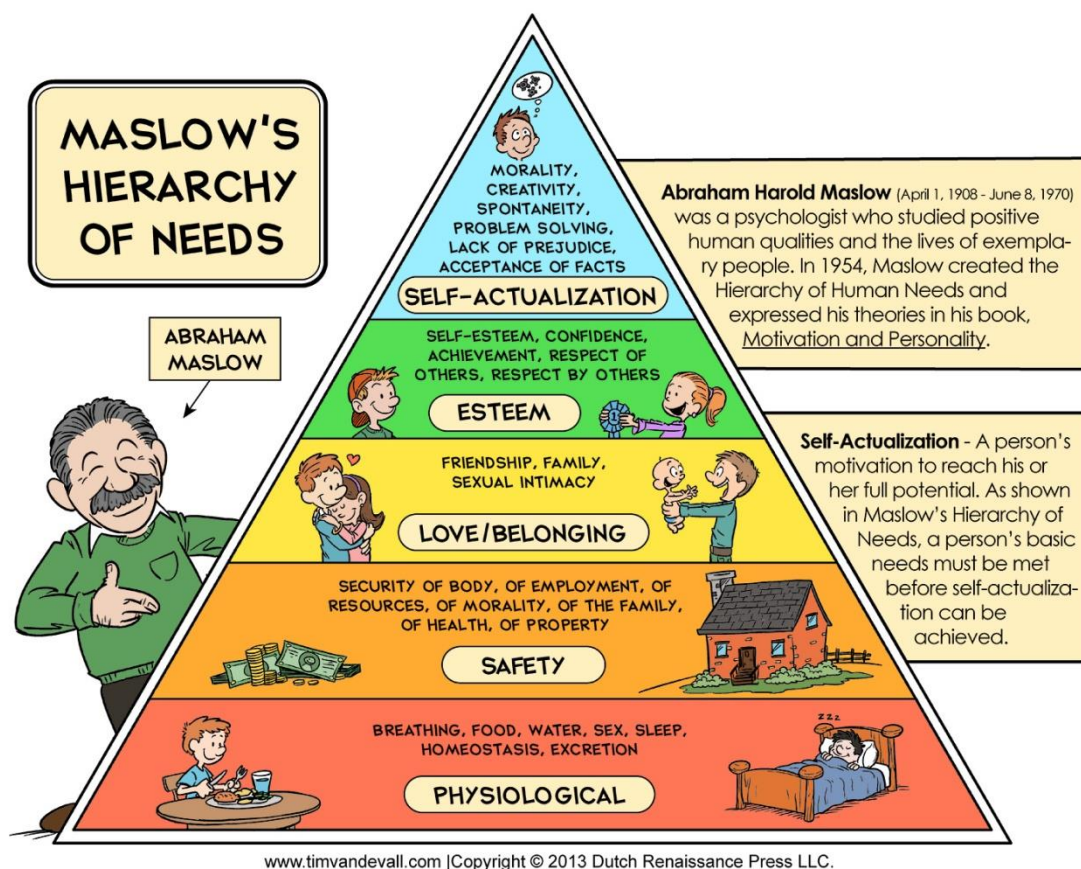 MASLOW'S
HIERARCHY
OF NEEDS
ABRAHAM
MASLOW
MORALITY,
CREATIVITY,
SPONTANEITY,
PROBLEM SOLVING,
LACK OF PREJUDICE,
ACCEPTANCE OF FACTS
SELF-ACTUALIZATION
SELF-ESTEEM, CONFIDENCE,
ACHIEVEMENT, RESPECT OF
OTHERS, RESPECT BY OTHERS
ESTEEM
1
FRIENDSHIP, FAMILY,
SEXUAL INTIMACY
LOVE/BELONGING
SECURITY OF BODY, OF EMPLOYMENT, OF
RESOURCES, OF MORALITY, OF THE FAMILY,
OF HEALTH, OF PROPERTY
SAFETY
BREATHING, FOOD, WATER, SEX, SLEEP,
HOMEOSTASIS, EXCRETION
PHYSIOLOGICAL
ZZZ
Abraham Harold Maslow (April 1, 1908 - June 8, 1970)
was a psychologist who studied positive
human qualities and the lives of exempla-
ry people. In 1954, Maslow created the
Hierarchy of Human Needs and
expressed his theories in his book,
Motivation and Personality.
Self-Actualization - A person's
motivation to reach his or
her full potential. As shown
in Maslow's Hierarchy of
Needs, a person's basic
needs must be met
before self-actualiza-
tion can be
achieved.
www.timvandevall.com |Copyright © 2013 Dutch Renaissance Press LLC.